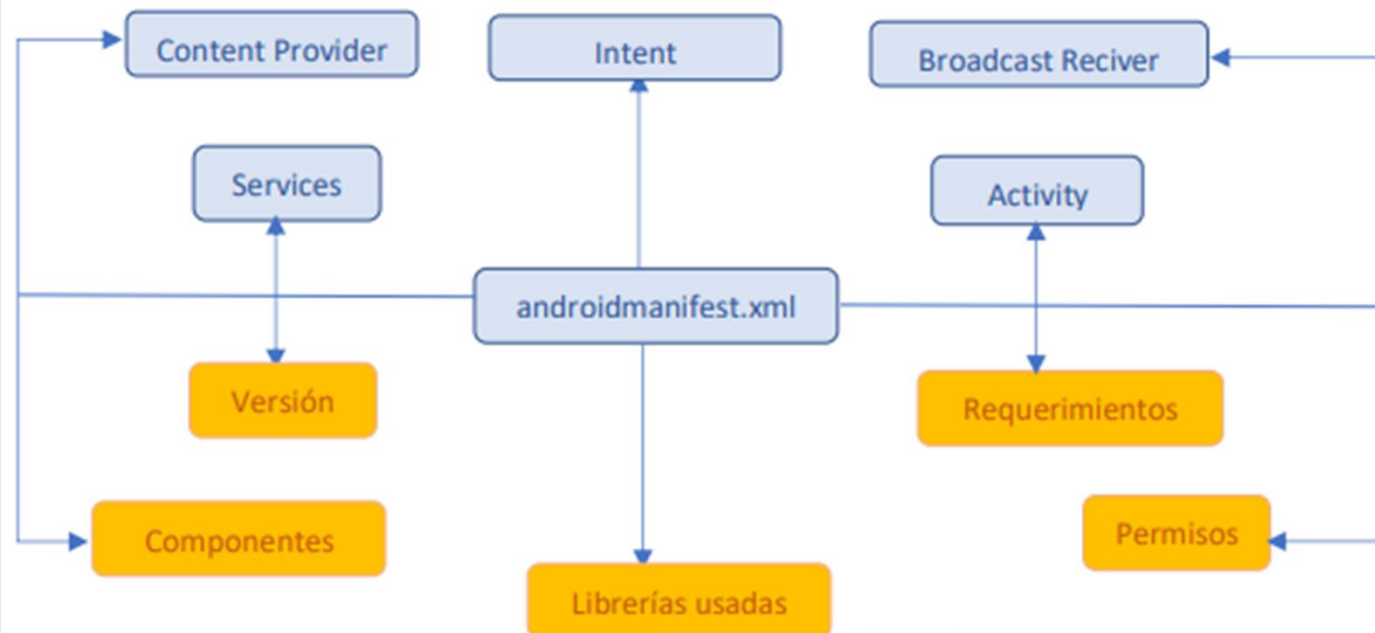 Content Provider
Intent
Broadcast Reciver
Services
Activity
androidmanifest.xml
Versión
Requerimientos
Componentes
Permisos
Librerías usadas